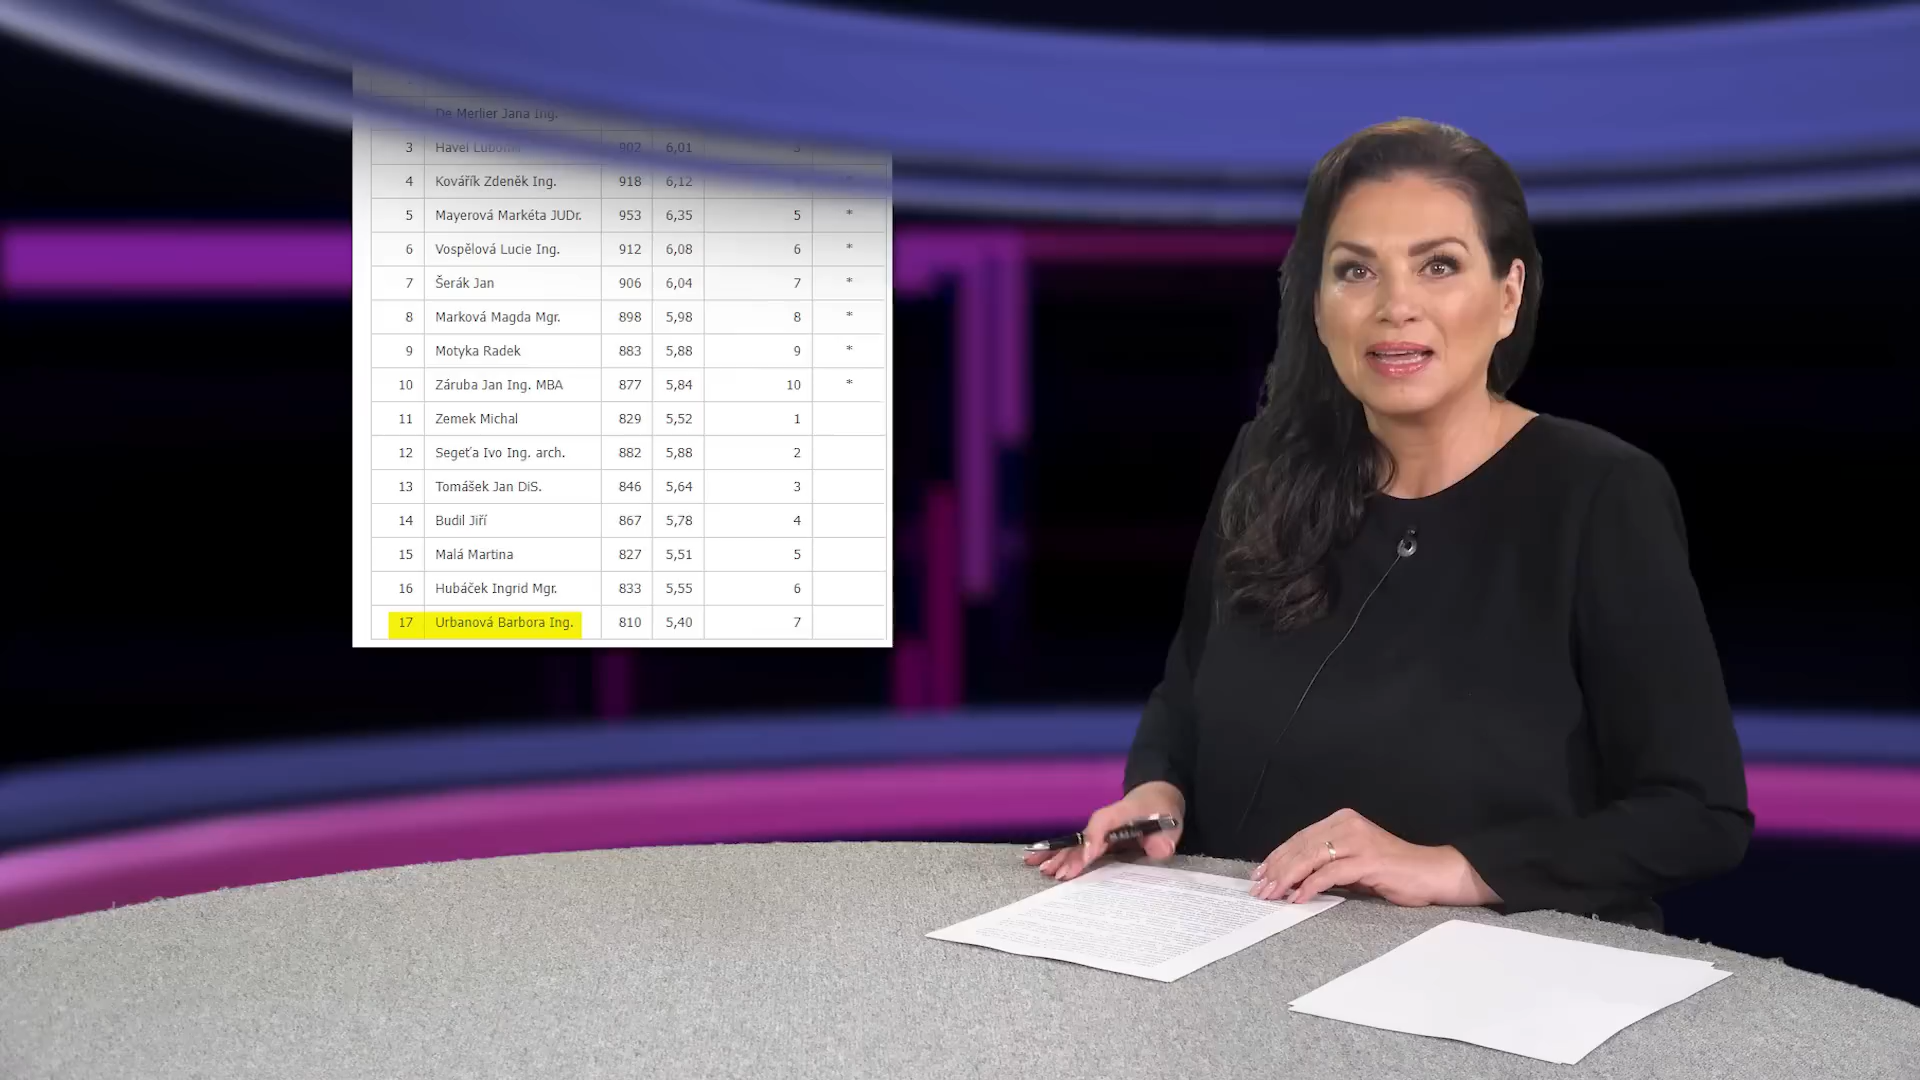 De Merlier Jana Ing.
3 Havel Lubomír 902 6,01 3
4 Kovářík Zdeněk Ing. 918 6,12 *
5 Mayerová Markéta JUDr. 953 6,35 5 *
6 Vospělová Lucie Ing. 912 6,08 6 *
7 Šerák Jan 906 6,04 7 *
8 Marková Magda Mgr. 898 5,98 8 *
9 Motyka Radek 883 5,88 9 *
10 Záruba Jan Ing. MBA 877 5,84 10 *
11 Zemek Michal 829 5,52 1
12 Segeťa Ivo Ing. arch. 882 5,88 2
13 Tomášek Jan DiS. 846 5,64 3
14 Budil Jiří 867 5,78 4
15 Malá Martina 827 5,51 5
16 Hubáček Ingrid Mgr. 833 5,55 6
17 Urbanová Barbora Ing. 810 5,40 7